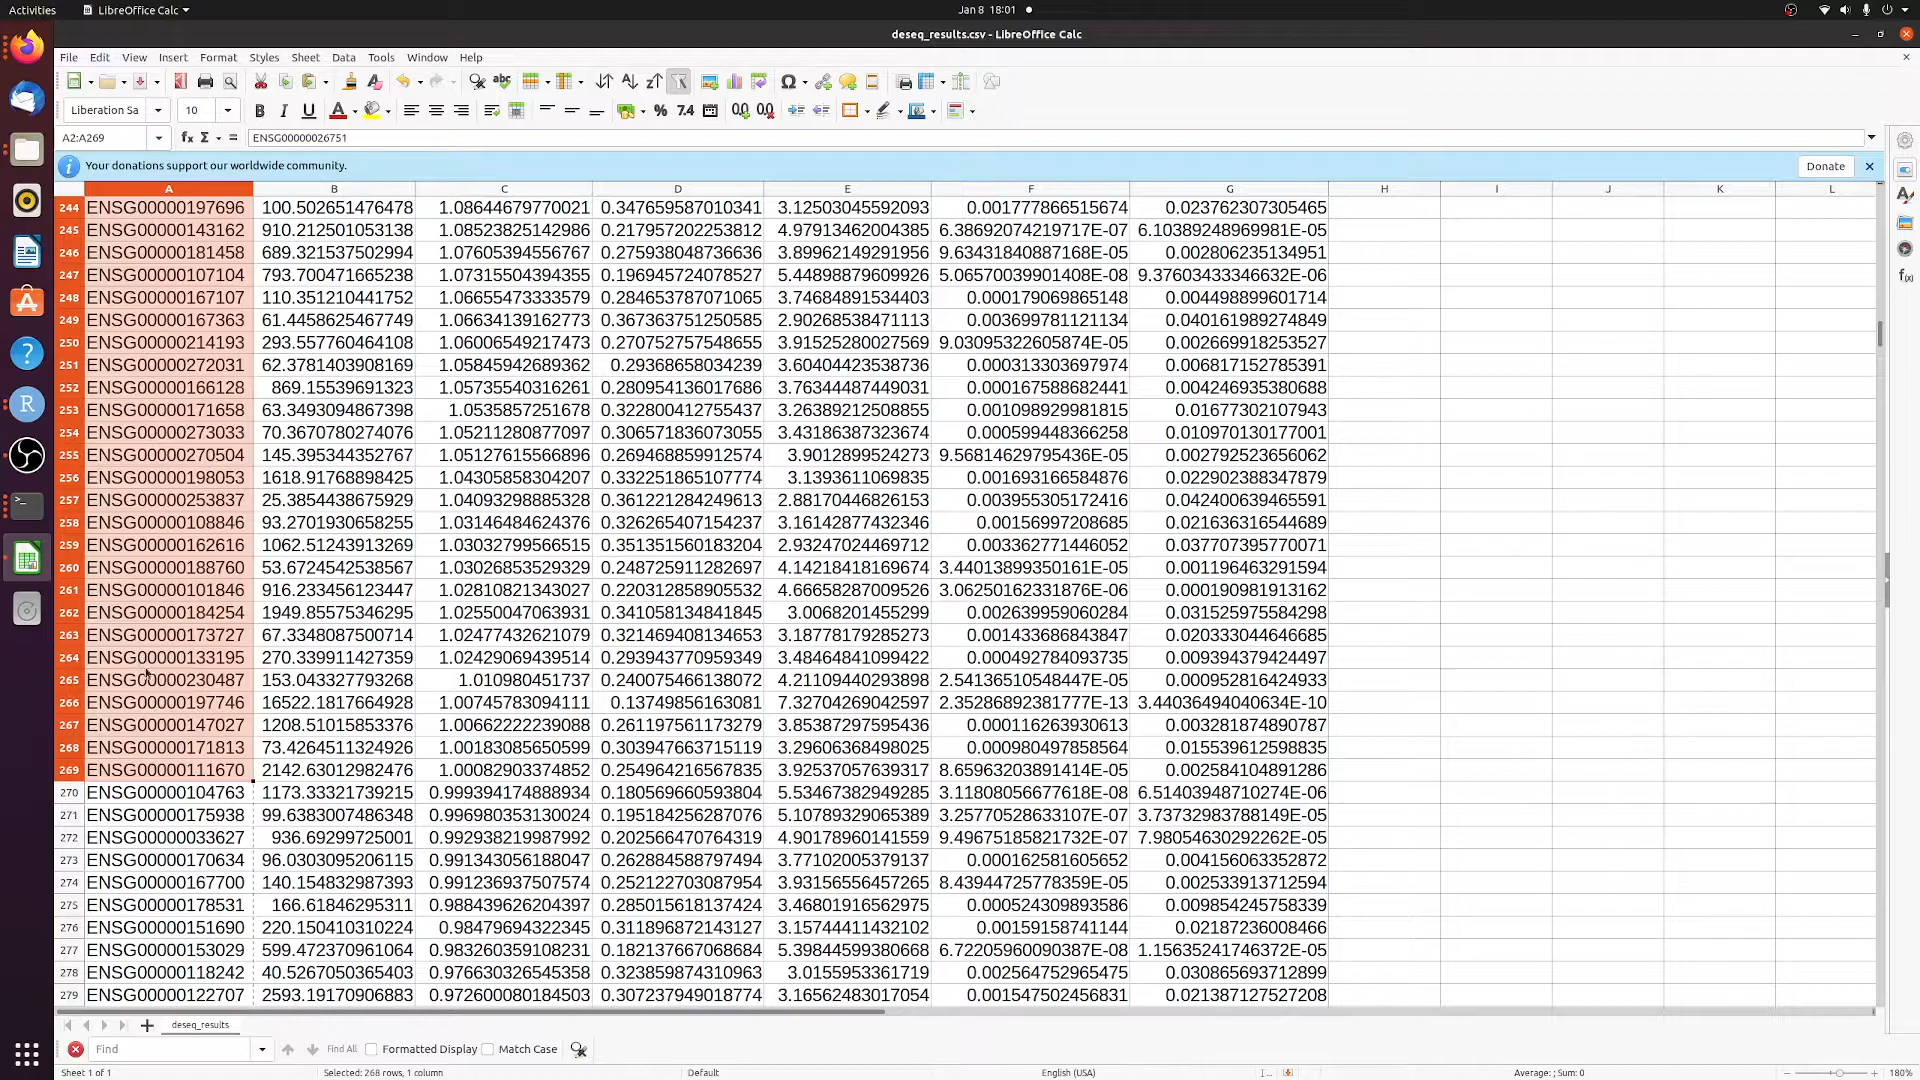 Activities LibreOffice Calc Jan 8 18:01
deseq_results.csv - LibreOffice Calc
File Edit View Insert Format Styles Sheet Data Tools Window Help
Liberation Sa 10
A2:A269 ENSG00000026751
Your donations support our worldwide community. Donate
A B C D E F G H I J K L
244 ENSG00000197696 100.502651476478 1.08644679770021 0.347659587010341 3.12503045592093 0.001777866515674 0.023762307305465
245 ENSG00000143162 910.212501053138 1.08523825142986 0.217957202253812 4.97913462004385 6.38692074219717E-07 6.10389248969981E-05
246 ENSG00000181458 689.321537502994 1.07605394556767 0.275938048736636 3.89962149291956 9.63431840887168E-05 0.002806235134951
247 ENSG00000107104 793.700471665238 1.07315504394355 0.196945724078527 5.44898879609926 5.06570039901408E-08 9.37603433346632E-06
248 ENSG00000167107 110.351210441752 1.06655473333579 0.284653787071065 3.74684891534403 0.000179069865148 0.004498899601714
249 ENSG00000167363 61.4458625467749 1.06634139162773 0.367363751250585 2.90268538471113 0.003699781121134 0.040161989274849
250 ENSG00000214193 293.557760464108 1.06006549217473 0.270752757548655 3.91525280027569 9.03095322605874E-05 0.002669918253527
251 ENSG00000272031 62.3781403908169 1.05845942689362 0.29368658034239 3.60404423538736 0.000313303697974 0.006817152785391
252 ENSG00000166128 869.15539691323 1.05735540316261 0.280954136017686 3.76344487449031 0.000167588682441 0.004246935380688
253 ENSG00000171658 63.3493094867398 1.0535857251678 0.322800412755437 3.26389212508855 0.001098929981815 0.01677302107943
254 ENSG00000273033 70.3670780274076 1.05211280877097 0.306571836073055 3.43186387323674 0.000599448366258 0.010970130177001
255 ENSG00000270504 145.395344352767 1.05127615566896 0.269468859912574 3.9012899524273 9.56814629795436E-05 0.002792523656062
256 ENSG00000198053 1618.91768898425 1.04305858304207 0.3322518651077­74 3.1393611069835 0.001693166584876 0.022902388347879
257 ENSG00000253837 25.3854438675929 1.04093298885328 0.361221284249613 2.88170446826153 0.003955305172416 0.042400639465591
258 ENSG00000108846 93.2701930658255 1.03146484624376 0.326265407154237 3.16142877432346 0.00156997208685 0.021636316544689
259 ENSG00000162616 1062.51243913269 1.03032799566515 0.351351560183204 2.93247024469712 0.003362771446052 0.037707395770071
260 ENSG00000188760 53.6724542538567 1.03026853529329 0.248725911282697 4.14218418169674 3.44013899350161E-05 0.001196463291594
261 ENSG00000101846 916.233456123447 1.02810821343027 0.220312858905532 4.66658287009526 3.06250162331876E-06 0.000190981913162
262 ENSG00000184254 1949.85575346295 1.02550047063931 0.341058134841845 3.0068201455299 0.002639959060284 0.031525975584298
263 ENSG00000173727 67.3348087500714 1.02477432621079 0.321469408134653 3.18778179285273 0.001433686843847 0.020333044646685
264 ENSG00000133195 270.339911427359 1.02429069439514 0.293943770959349 3.48464841099422 0.000492784093735 0.009394379424497
265 ENSG00000230487 153.043327793268 1.010980451737 0.240075466138072 4.21109440293898 2.54136510548447E-05 0.000952816424933
266 ENSG00000197746 16522.1817664928 1.00745783094111 0.13749856163081 7.32704269042597 2.35286892381777E-13 3.44036494040634E-10
267 ENSG00000147027 1208.51015853376 1.00662222239088 0.261197561173279 3.85387297595436 0.000116263930613 0.003281874890787
268 ENSG00000171813 73.4264511324926 1.00183085650599 0.303947663715119 3.29606368498025 0.000980497858564 0.015539612598835
269 ENSG00000111670 2142.63012982476 1.00082903374852 0.254964216567835 3.92537057639317 8.65963203891414E-05 0.002584104891286
270 ENSG00000104763 1173.33321739215 0.999394174888934 0.180569660593804 5.53467382949285 3.11808056677618E-08 6.51403948710274E-06
271 ENSG00000175938 99.6383007486348 0.996980353130024 0.195184256287076 5.10789329065389 3.25770528633107E-07 3.73732983788149E-05
272 ENSG00000033627 936.69299725001 0.992938219987992 0.202566470764319 4.90178960141559 9.49675185821732E-07 7.98054630292262E-05
273 ENSG00000170634 96.0303095206115 0.991343056188047 0.262884588797494 3.77102005379137 0.000162581605652 0.004156063352872
274 ENSG00000167700 140.154832987393 0.991236937507574 0.252122703087954 3.93156556457265 8.43944725778359E-05 0.002533913712594
275 ENSG00000178531 166.61846295311 0.988439626204397 0.285015618137424 3.46801916562975 0.000524309893586 0.009854245758339
276 ENSG00000151690 220.150410310224 0.98479694322345 0.311896872143127 3.15744411432102 0.00159158741144 0.02187236008466
277 ENSG00000153029 599.472370961064 0.983260359108231 0.182137667068684 5.39844599380668 6.72205960090387E-08 1.15635241746372E-05
278 ENSG00000118242 40.5267050365403 0.976630326545358 0.323859874310963 3.0155953361719 0.002564752965475 0.030865693712899
279 ENSG00000122707 2593.19170906883 0.972600080184503 0.307237949018774 3.16562483017054 0.001547502456831 0.021387127527208
deseq_results
Find Find All Formatted Display Match Case
Sheet 1 of 1 Selected: 268 rows, 1 column Default English (USA) Average: ; Sum: 0 180%